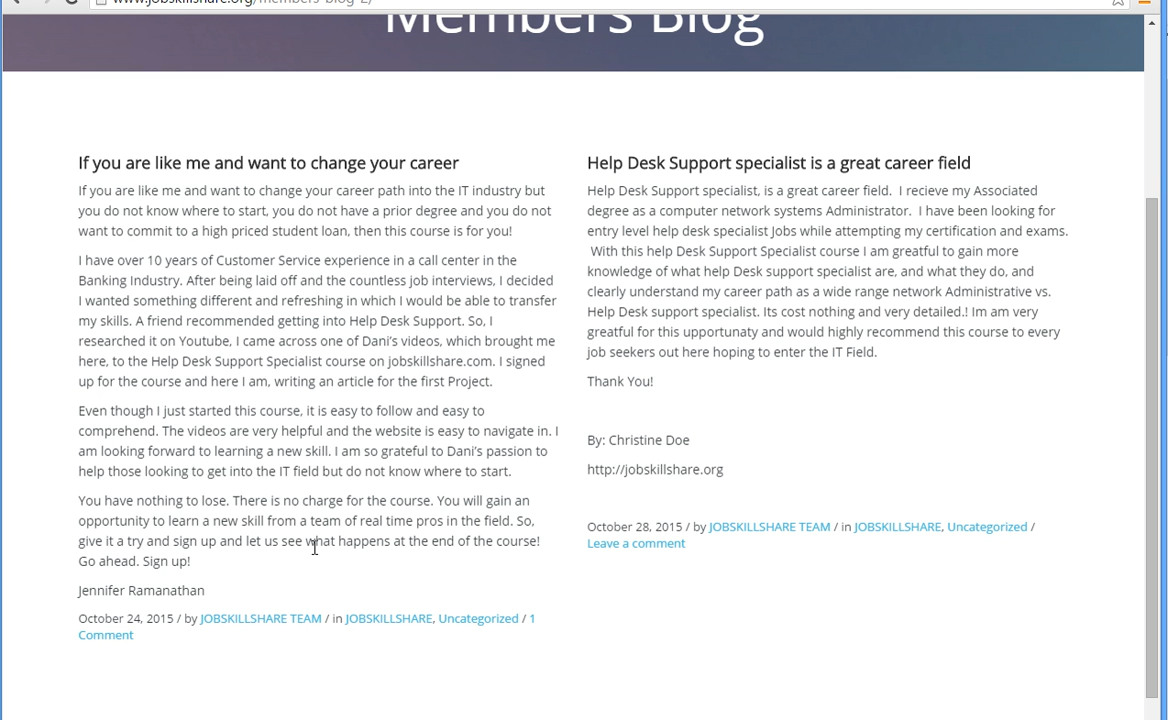 www.jobskillshare.org/members-blog-2/
Members Blog
If you are like me and want to change your career
If you are like me and want to change your career path into the IT industry but
you do not know where to start, you do not have a prior degree and you do not
want to commit to a high priced student loan, then this course is for you!
I have over 10 years of Customer Service experience in a call center in the
Banking Industry. After being laid off and the countless job interviews, I decided
I wanted something different and refreshing in which I would be able to transfer
my skills. A friend recommended getting into Help Desk Support. So, I
researched it on Youtube, I came across one of Dani's videos, which brought me
here, to the Help Desk Support Specialist course on jobskillshare.com. I signed
up for the course and here I am, writing an article for the first Project.
Even though I just started this course, it is easy to follow and easy to
comprehend. The videos are very helpful and the website is easy to navigate in. I
am looking forward to learning a new skill. I am so grateful to Dani's passion to
help those looking to get into the IT field but do not know where to start.
You have nothing to lose. There is no charge for the course. You will gain an
opportunity to learn a new skill from a team of real time pros in the field. So,
give it a try and sign up and let us see what happens at the end of the course!
Go ahead. Sign up!
Jennifer Ramanathan
October 24, 2015 / by JOBSKILLSHARE TEAM / in JOBSKILLSHARE, Uncategorized / 1
Comment
Help Desk Support specialist is a great career field
Help Desk Support specialist, is a great career field.  I recieve my Associated
degree as a computer network systems Administrator.  I have been looking for
entry level help desk specialist Jobs while attempting my certification and exams.
With this help Desk Support Specialist course I am greatful to gain more
knowledge of what help Desk support specialist are, and what they do, and
clearly understand my career path as a wide range network Administrative vs.
Help Desk support specialist. Its cost nothing and very detailed.! Im am very
greatful for this upportunaty and would highly recommend this course to every
job seekers out here hoping to enter the IT Field.
Thank You!
By: Christine Doe
http://jobskillshare.org
October 28, 2015 / by JOBSKILLSHARE TEAM / in JOBSKILLSHARE, Uncategorized /
Leave a comment